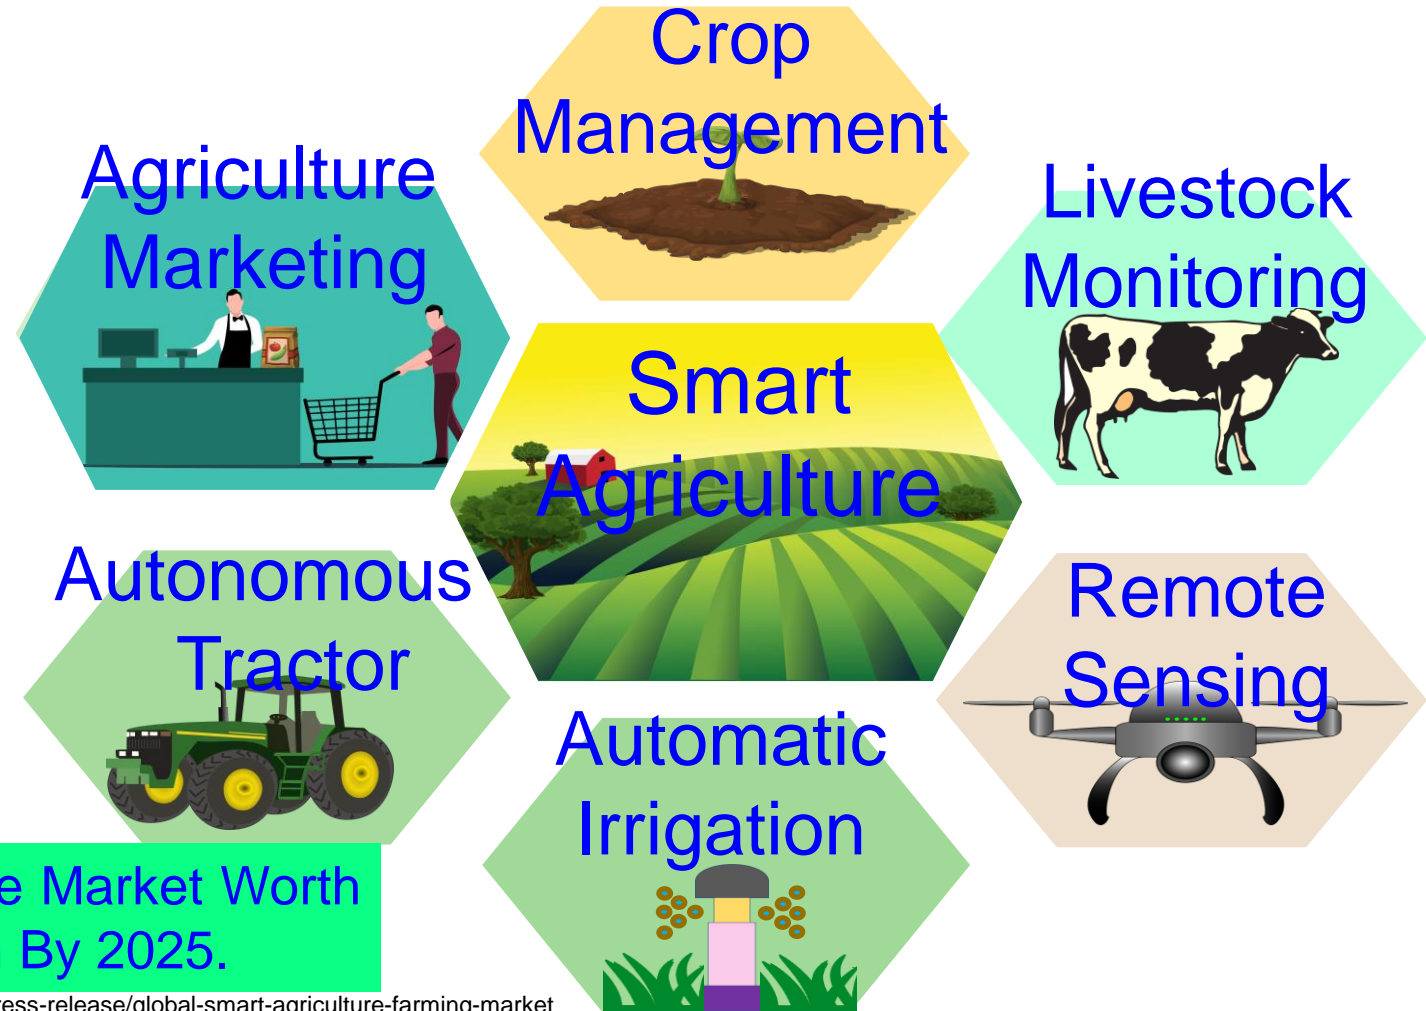 Crop
Management
Agriculture
Marketing
Livestock
Monitoring
Smart
Agriculture
Autonomous
Tractor
Remote
Sensing
Automatic
Irrigation
e Market Worth
By 2025.
ress-release/global-smart-agriculture-farming-market